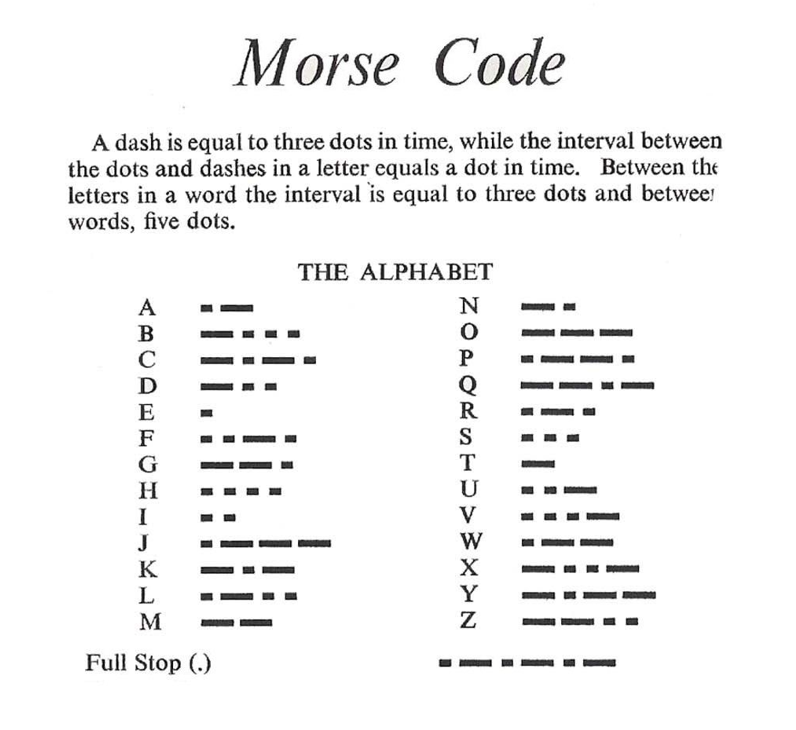 Morse Code
A dash is equal to three dots in time, while the interval between
the dots and dashes in a letter equals a dot in time. Between the
letters in a word the interval is equal to three dots and between
words, five dots.
THE ALPHABET
A ·– N –·
B –··· O –––
C –·–· P ·––·
D –·· Q ––·–
E · R ·–·
F ··–· S ···
G ––· T –
H ···· U ··–
I ·· V ···–
J ·––– W ·––
K –·– X –··–
L ·–·· Y –·––
M –– Z ––··
Full Stop (.) ·–·–·–